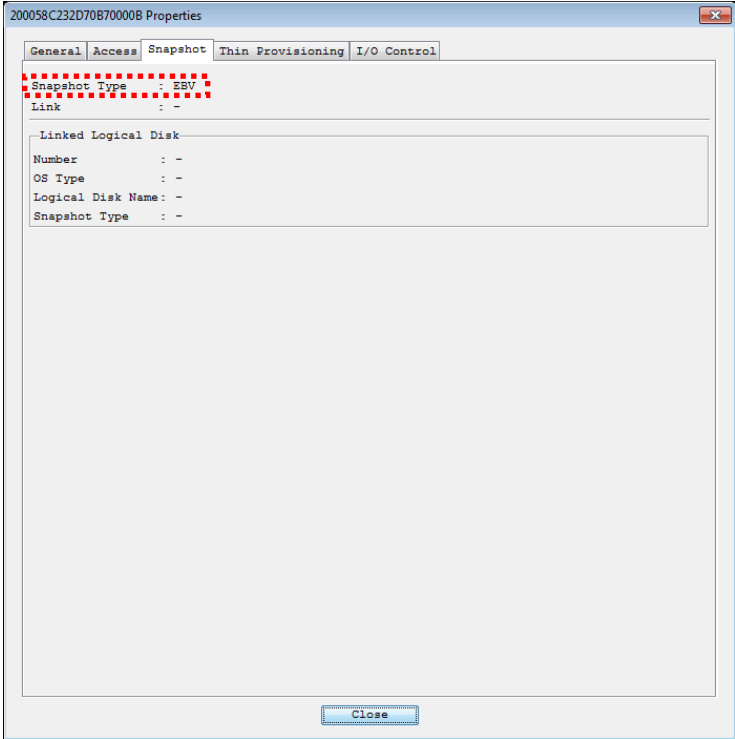 200058C232D70B70000B Properties
General Access Snapshot Thin Provisioning I/O Control
Snapshot Type : EBV
Link : -
Linked Logical Disk
Number : -
OS Type : -
Logical Disk Name: -
Snapshot Type : -
Close